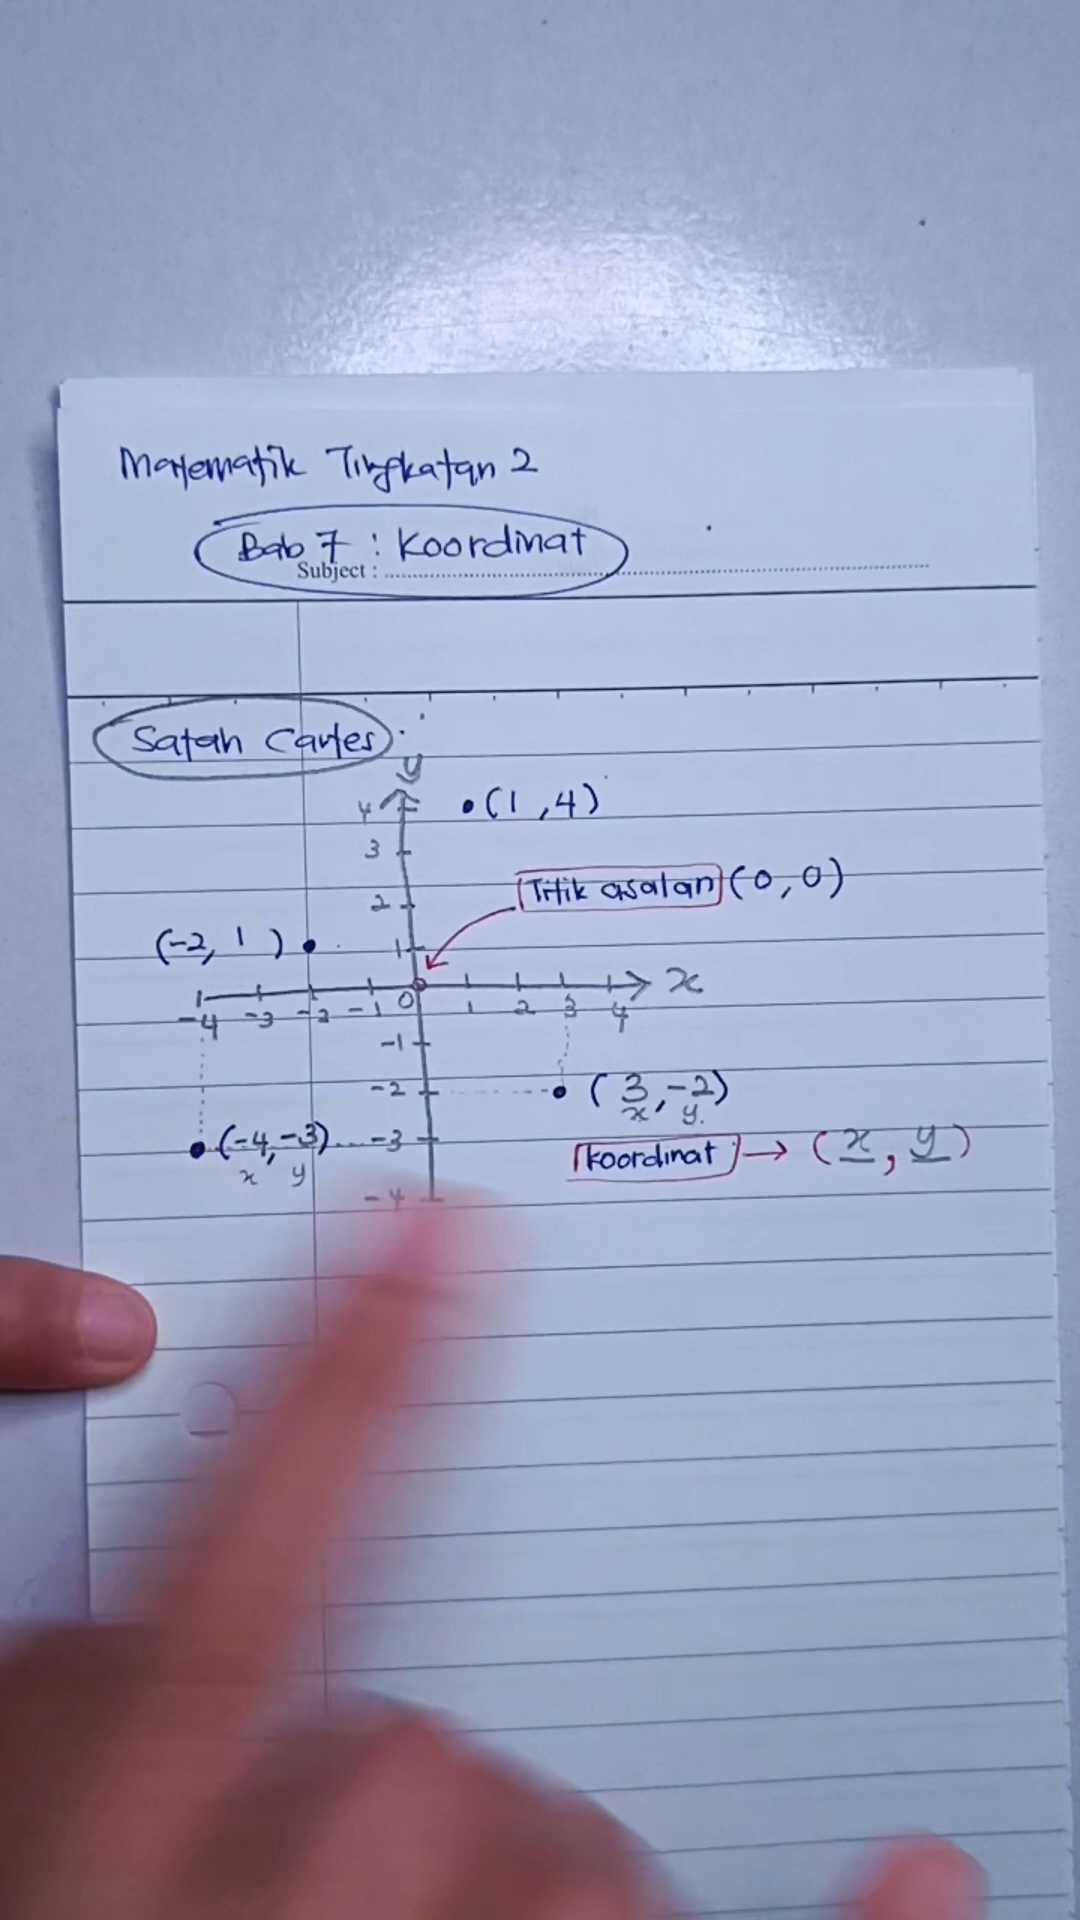 Matematik Tingkatan 2
Bab 7 : Koordinat
Subject :
Satah Cartes
y
4
(1, 4)
3
Titik asalan (0, 0)
2
(-2, 1)
1
x
-4 -3 -2 -1 0 1 2 3 4
-1
-2
(3, -2)
x y
(-4, -3)
-3
x y
koordinat → (x, y)
-4